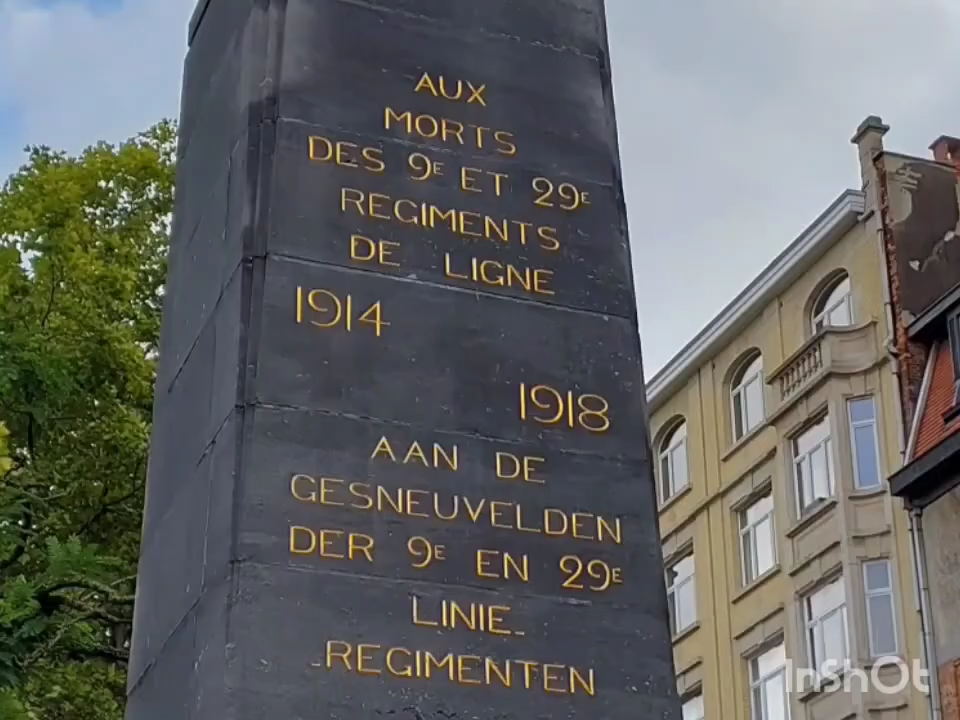 AUX
MORTS
DES 9E ET 29E
REGIMENTS
DE LIGNE
1914
1918
AAN DE
GESNEUVELDEN
DER 9E EN 29E
LINIE-
-REGIMENTEN
InShOt